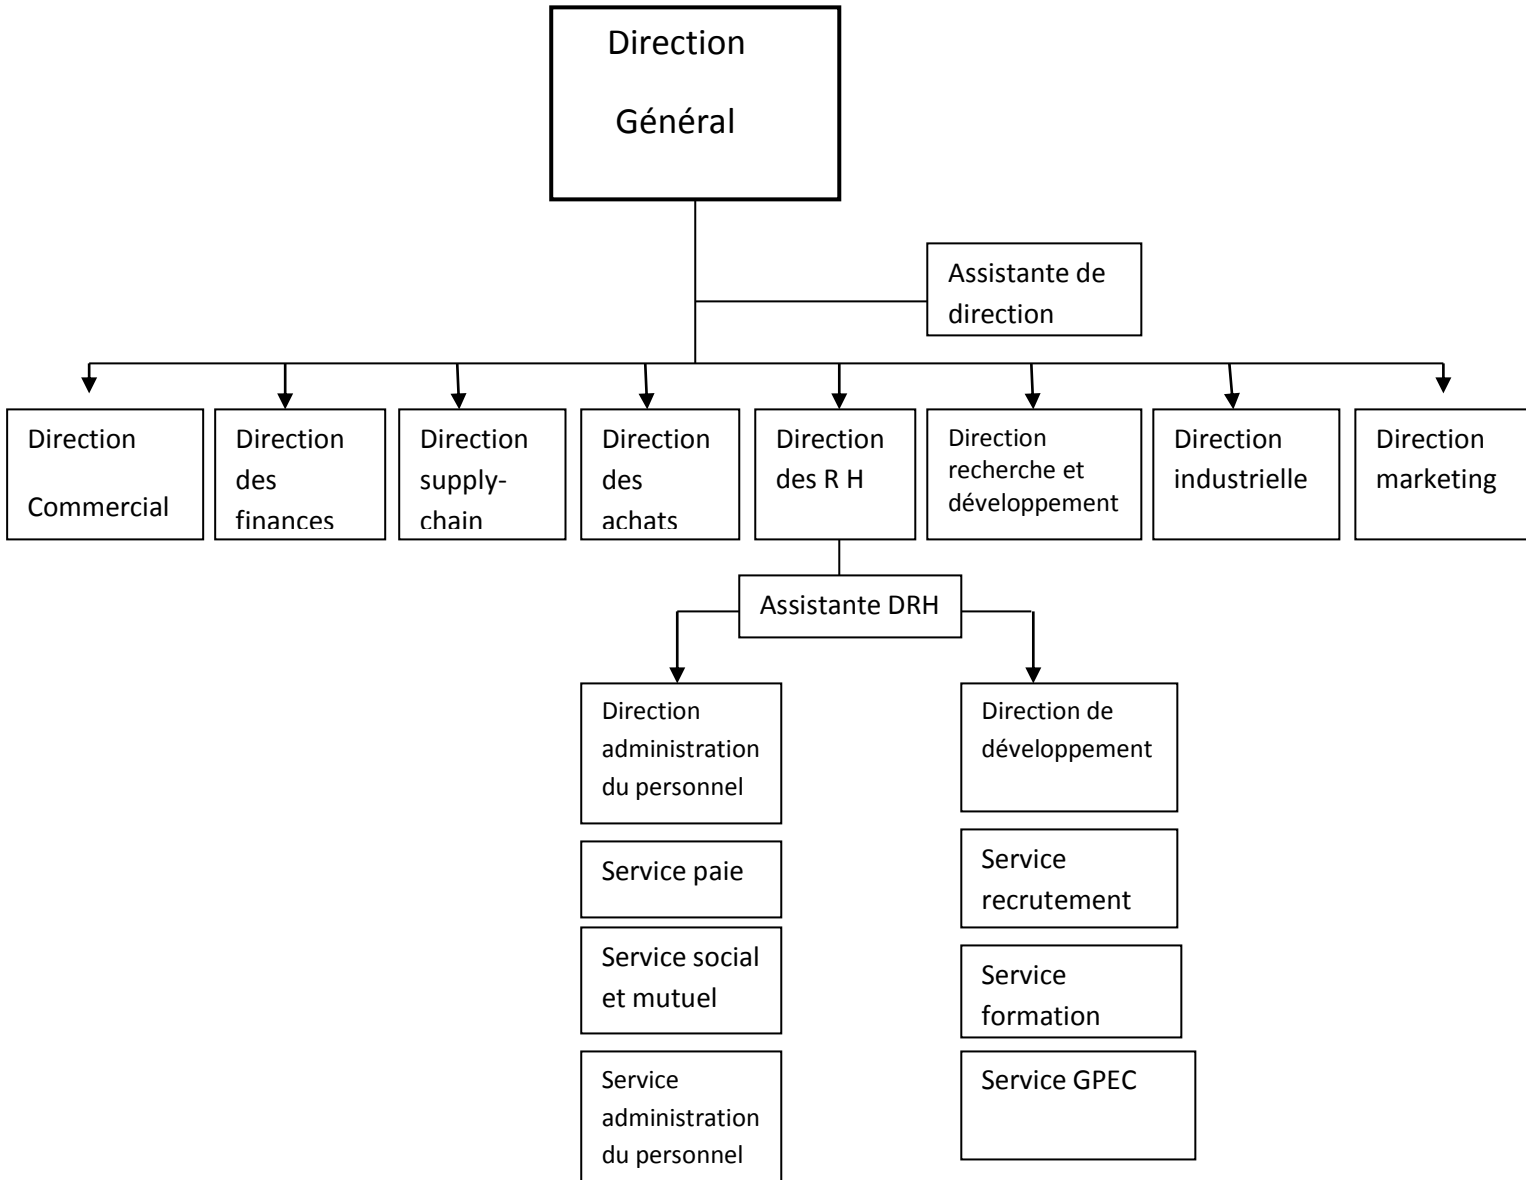 Direction
Général
Assistante de
direction
Direction
Commercial
Direction
des
finances
Direction
supply-
chain
Direction
des
achats
Direction
des R H
Direction
recherche et
développement
Direction
industrielle
Direction
marketing
Assistante DRH
Direction
administration
du personnel
Service paie
Service social
et mutuel
Service
administration
du personnel
Direction de
développement
Service
recrutement
Service
formation
Service GPEC